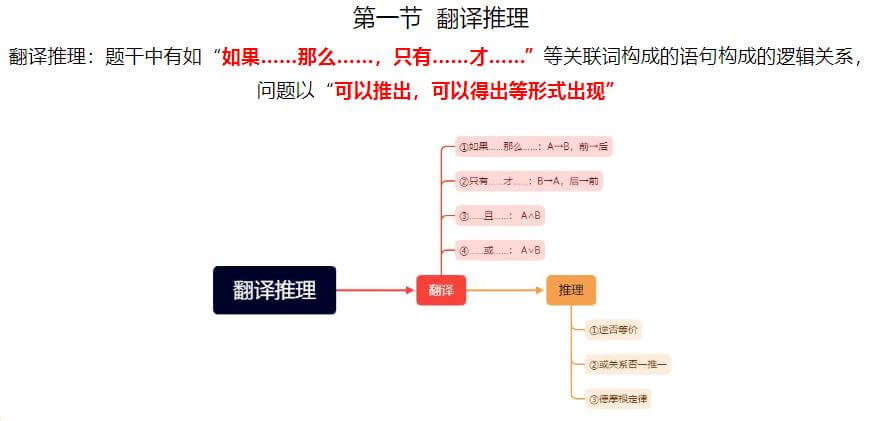 第一节 翻译推理
翻译推理：题干中有如“如果……那么……，只有……才……”等关联词构成的语句构成的逻辑关系，
问题以“可以推出，可以得出等形式出现”
①如果……那么……：A→B，前→后
②只有……才……：B→A，后→前
③……且……： A∧B
④……或……： A∨B
翻译推理
翻译
推理
①逆否等价
②或关系否一推一
③德摩根定律